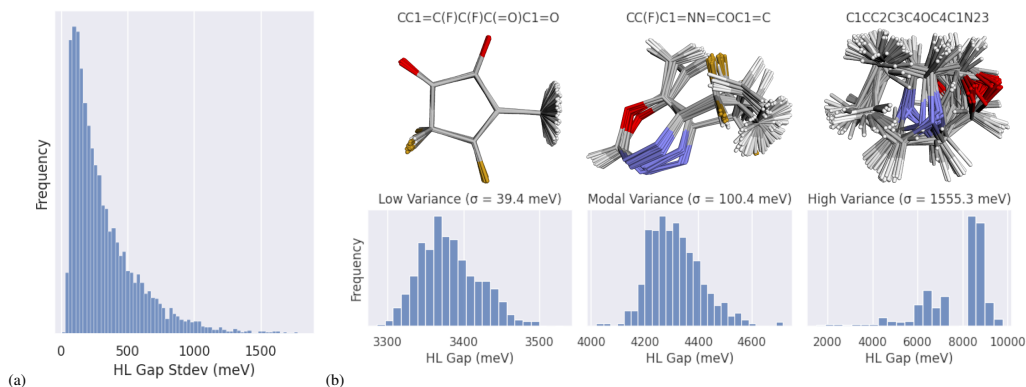 CC1=C(F)C(F)C(=O)C1=O
CC(F)C1=NN=COC1=C
C1CC2C3C4OC4C1N23
Frequency
0
500
1000
1500
HL Gap Stdev (meV)
(a)
Low Variance (σ = 39.4 meV)
Modal Variance (σ = 100.4 meV)
High Variance (σ = 1555.3 meV)
Frequency
3300
3400
3500
HL Gap (meV)
4000
4200
4400
4600
HL Gap (meV)
2000
4000
6000
8000
10000
HL Gap (meV)
(b)